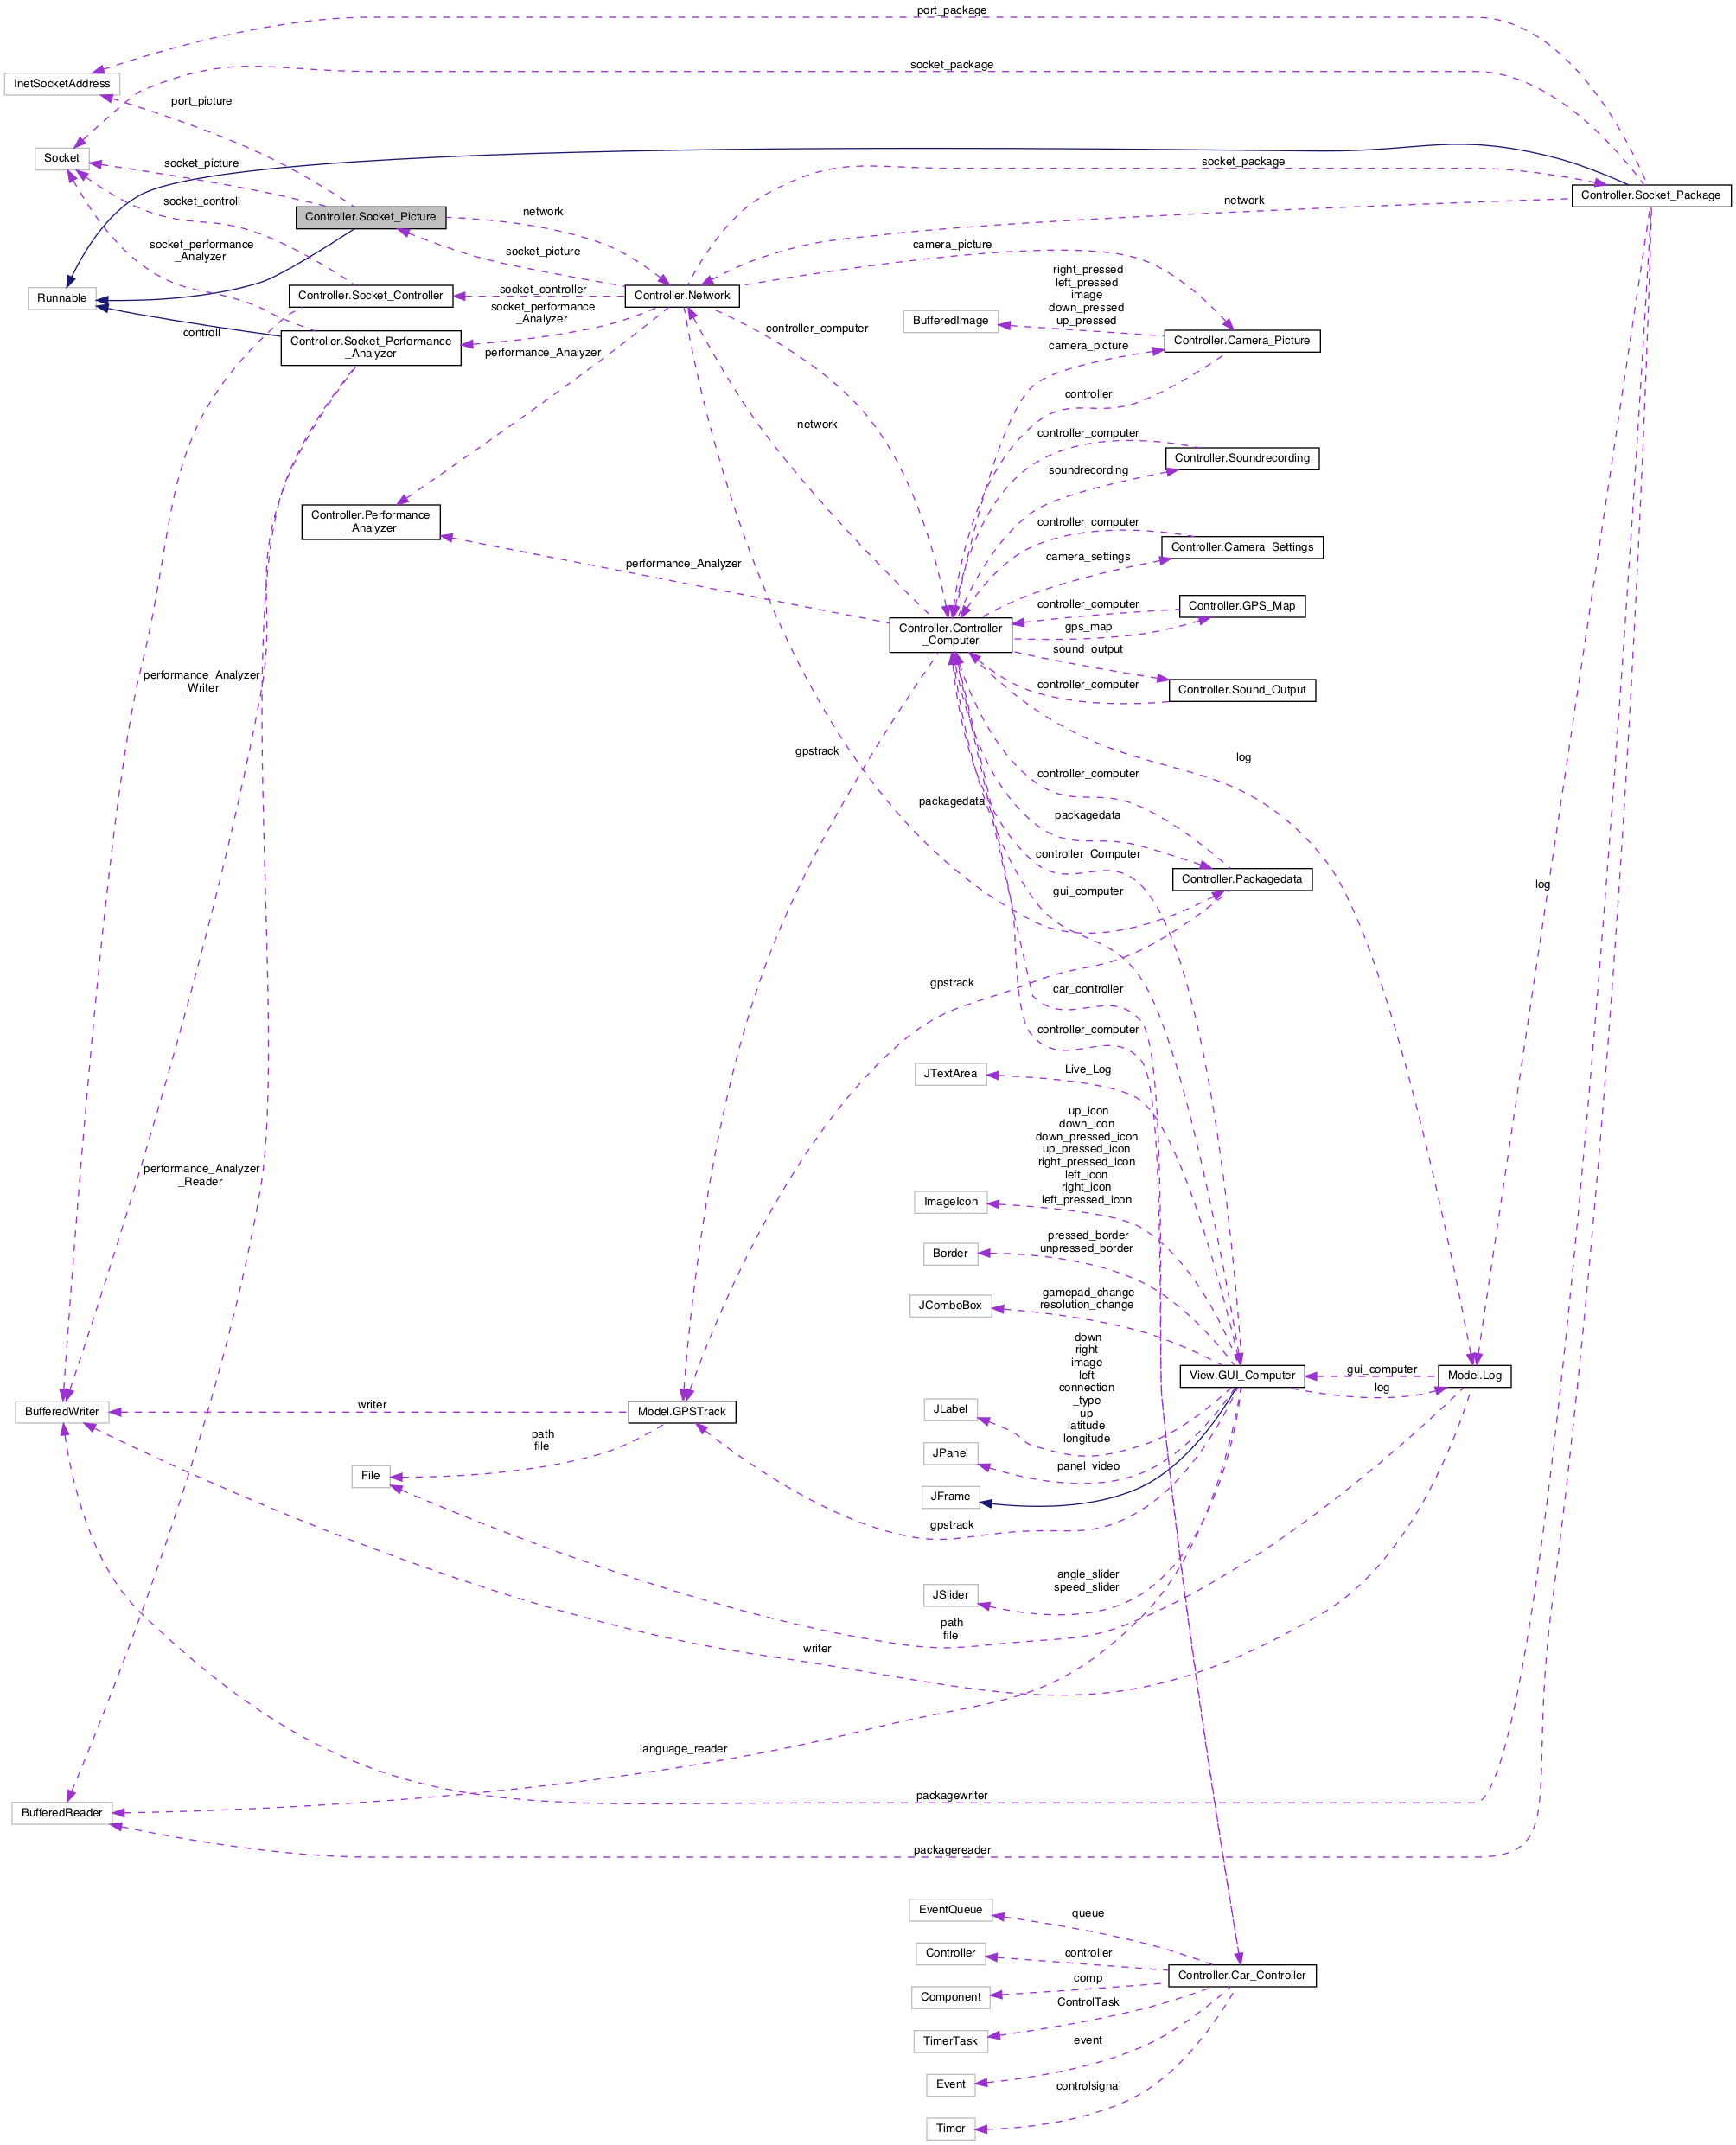 port_package
socket_package
InetSocketAddress
port_picture
Socket
socket_picture
socket_package
Controller.Socket_Package
socket_controll
network
Controller.Socket_Picture
network
socket_performance
_Analyzer
socket_picture
camera_picture
right_pressed
left_pressed
image
down_pressed
up_pressed
Runnable
Controller.Socket_Controller
socket_controller
Controller.Network
socket_performance
_Analyzer
BufferedImage
controll
controller_computer
Controller.Socket_Performance
_Analyzer
performance_Analyzer
camera_picture
Controller.Camera_Picture
controller
network
controller_computer
Controller.Soundrecording
soundrecording
Controller.Performance
_Analyzer
controller_computer
Controller.Camera_Settings
camera_settings
performance_Analyzer
controller_computer
Controller.GPS_Map
gps_map
Controller.Controller
_Computer
sound_output
performance_Analyzer
_Writer
controller_computer
Controller.Sound_Output
gpstrack
log
controller_computer
packagedata
packagedata
controller_Computer
Controller.Packagedata
log
gui_computer
gpstrack
car_controller
controller_computer
JTextArea
Live_Log
up_icon
down_icon
down_pressed_icon
up_pressed_icon
right_pressed_icon
left_icon
right_icon
left_pressed_icon
performance_Analyzer
_Reader
ImageIcon
pressed_border
unpressed_border
Border
gamepad_change
resolution_change
JComboBox
down
right
image
left
connection
_type
up
latitude
longitude
View.GUI_Computer
gui_computer
log
Model.Log
BufferedWriter
writer
Model.GPSTrack
JLabel
path
file
JPanel
panel_video
File
JFrame
gpstrack
JSlider
angle_slider
speed_slider
path
file
writer
language_reader
packagewriter
BufferedReader
packagereader
EventQueue
queue
Controller
controller
Controller.Car_Controller
Component
comp
ControlTask
TimerTask
event
Event
controlsignal
Timer